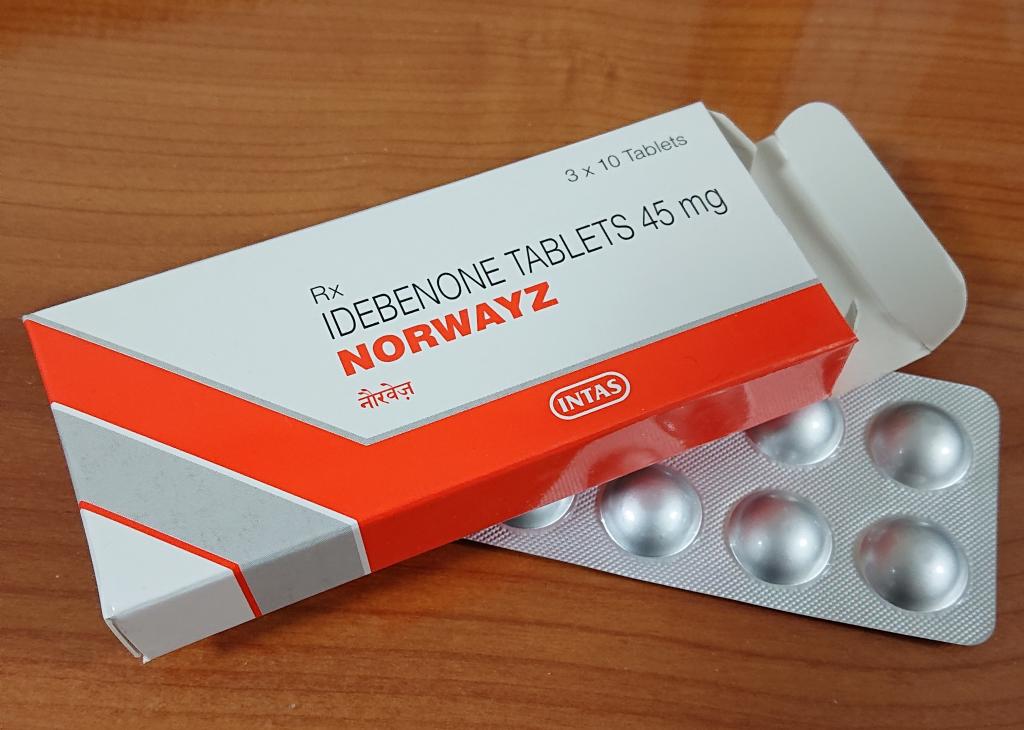 3 x 10 Tablets
Rx
IDEBENONE TABLETS 45 mg
NORWAYZ
नौरवेज़
INTAS